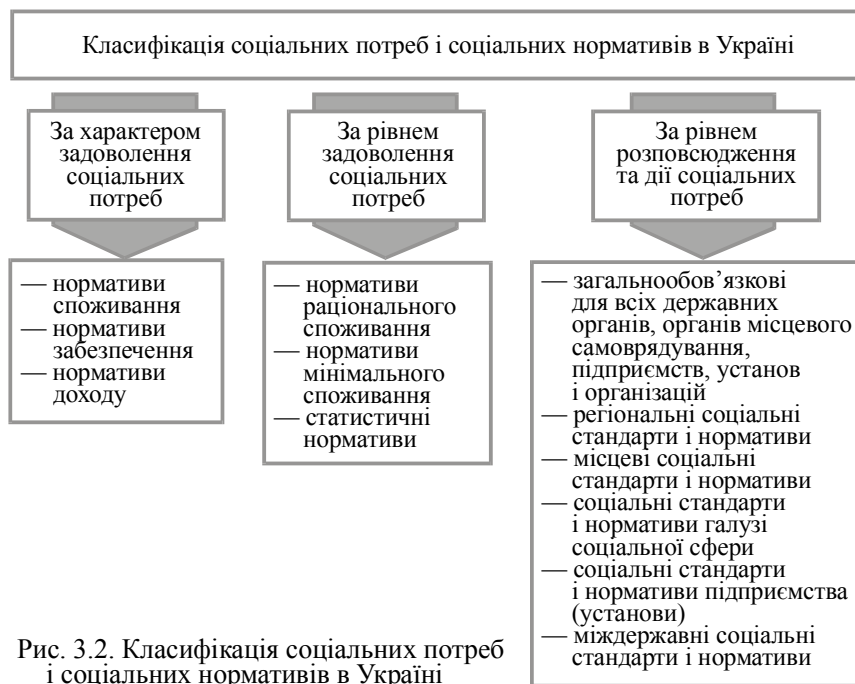 Класифікація соціальних потреб і соціальних нормативів в Україні
За характером
задоволення
соціальних
потреб
— нормативи
споживання
— нормативи
забезпечення
— нормативи
доходу
За рівнем
задоволення
соціальних
потреб
— нормативи
раціонального
споживання
— нормативи
мінімального
споживання
— статистичні
нормативи
За рівнем
розповсюдження
та дії соціальних
потреб
— загальнообов’язкові
для всіх державних
органів, органів місцевого
самоврядування,
підприємств, установ
і організацій
— регіональні соціальні
стандарти і нормативи
— місцеві соціальні
стандарти і нормативи
— соціальні стандарти
і нормативи галузі
соціальної сфери
— соціальні стандарти
і нормативи підприємства
(установи)
— міждержавні соціальні
стандарти і нормативи
Рис. 3.2. Класифікація соціальних потреб
і соціальних нормативів в Україні